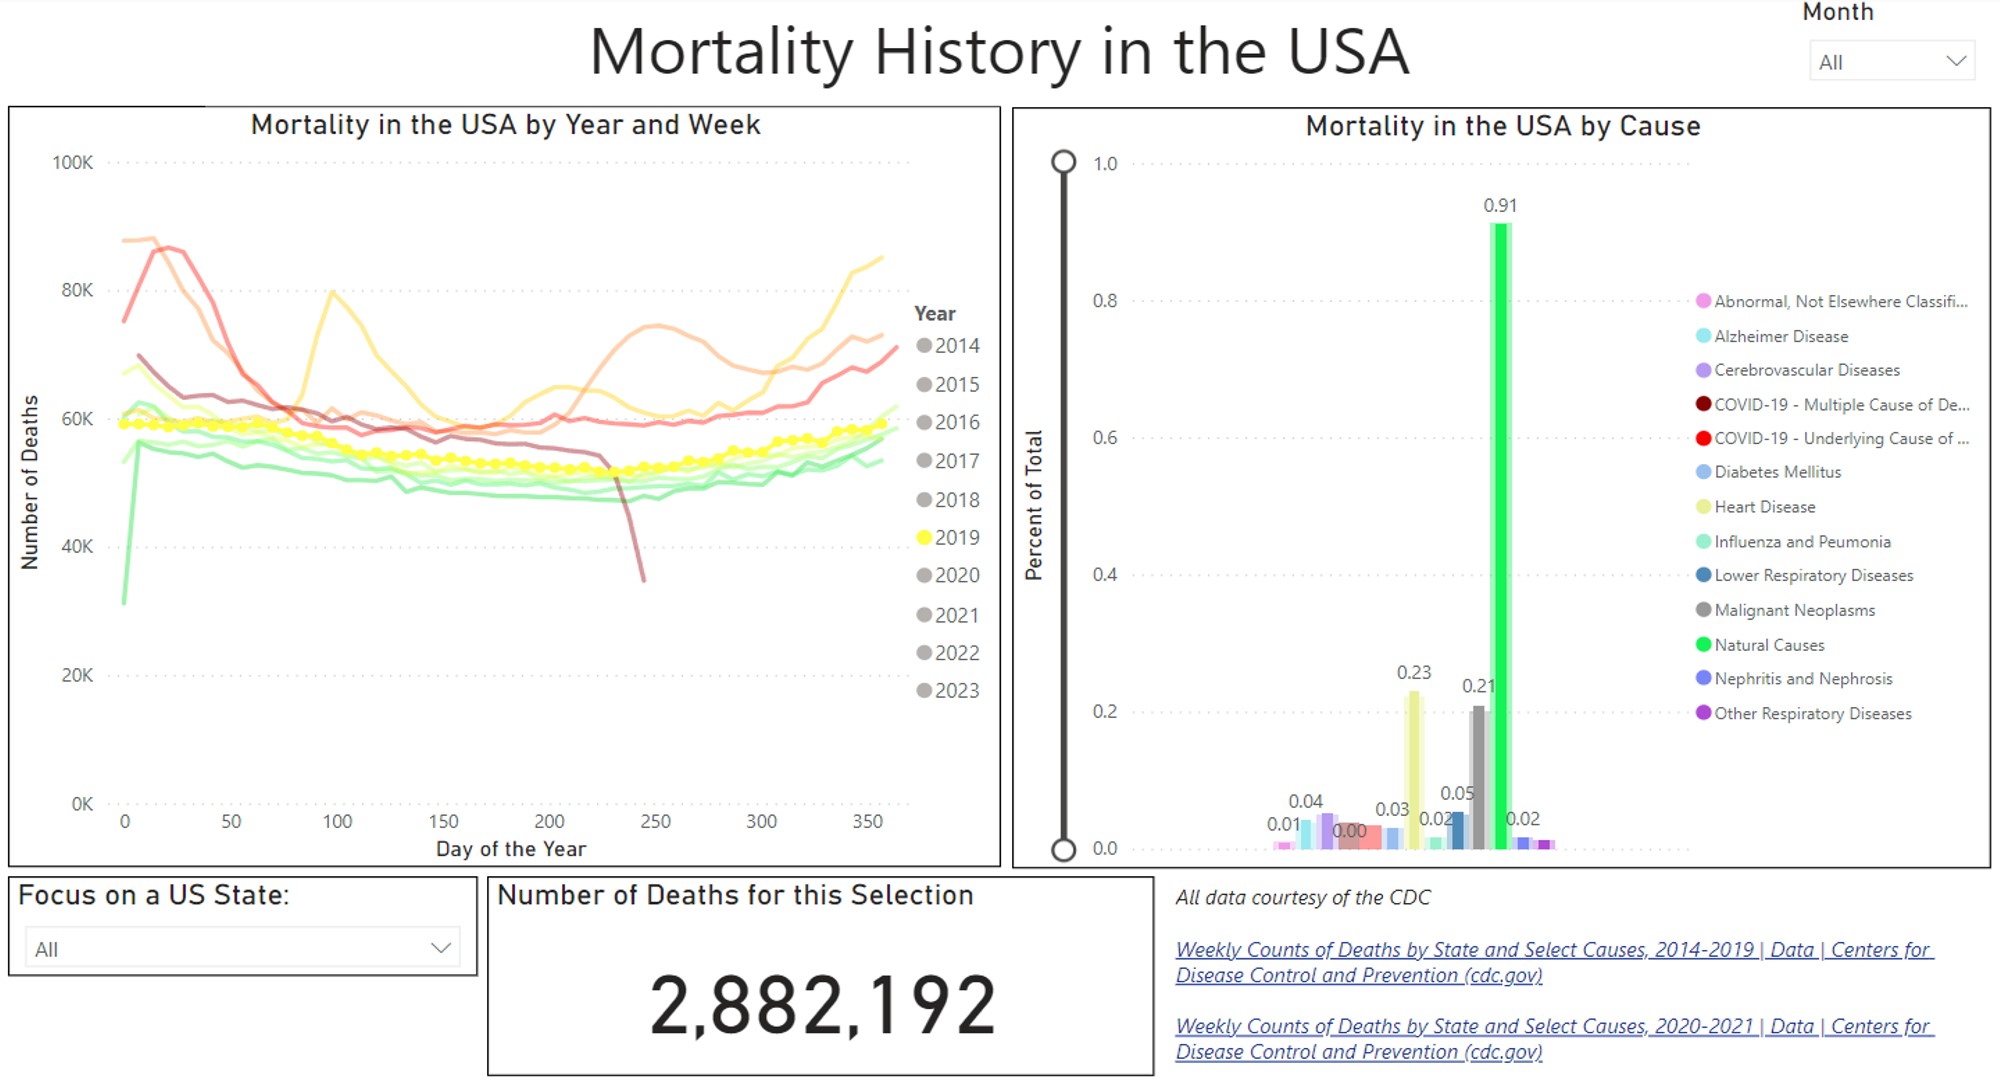 Mortality History in the USA
Month
All
Mortality in the USA by Year and Week
100K
80K
60K
40K
20K
0K
Number of Deaths
0 50 100 150 200 250 300 350
Day of the Year
Year
2014
2015
2016
2017
2018
2019
2020
2021
2022
2023
Mortality in the USA by Cause
1.0
0.8
0.6
0.4
0.2
0.0
Percent of Total
0.01
0.04
0.00
0.03
0.23
0.02
0.05
0.21
0.91
0.02
Abnormal, Not Elsewhere Classifi...
Alzheimer Disease
Cerebrovascular Diseases
COVID-19 - Multiple Cause of De...
COVID-19 - Underlying Cause of ...
Diabetes Mellitus
Heart Disease
Influenza and Peumonia
Lower Respiratory Diseases
Malignant Neoplasms
Natural Causes
Nephritis and Nephrosis
Other Respiratory Diseases
Focus on a US State:
All
Number of Deaths for this Selection
2,882,192
All data courtesy of the CDC
Weekly Counts of Deaths by State and Select Causes, 2014-2019 | Data | Centers for
Disease Control and Prevention (cdc.gov)
Weekly Counts of Deaths by State and Select Causes, 2020-2021 | Data | Centers for
Disease Control and Prevention (cdc.gov)